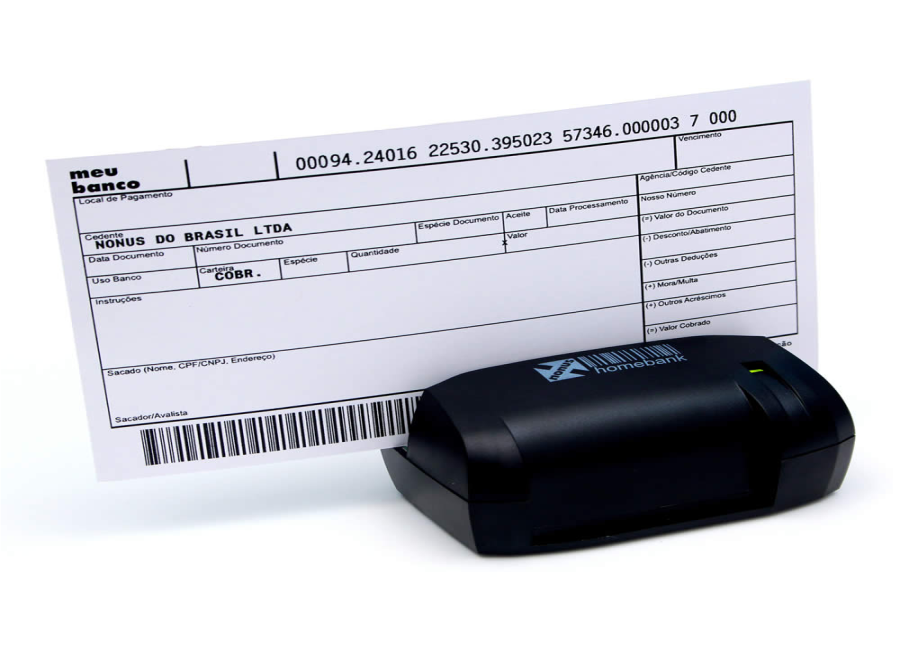 meu banco
00094.24016 22530.395023 57346.000003 7 000
Local de Pagamento
Vencimento
Cedente
NONUS DO BRASIL LTDA
Agência/Código Cedente
Data Documento
Número Documento
Espécie Documento
Aceite
Data Processamento
Nosso Número
Uso Banco
Carteira
COBR.
Espécie
Quantidade
x
Valor
(=) Valor do Documento
Instruções
(-) Desconto/Abatimento
(-) Outras Deduções
(+) Mora/Multa
(+) Outros Acréscimos
(=) Valor Cobrado
Sacado (Nome, CPF/CNPJ, Endereço)
Sacador/Avalista
nonus
homebank